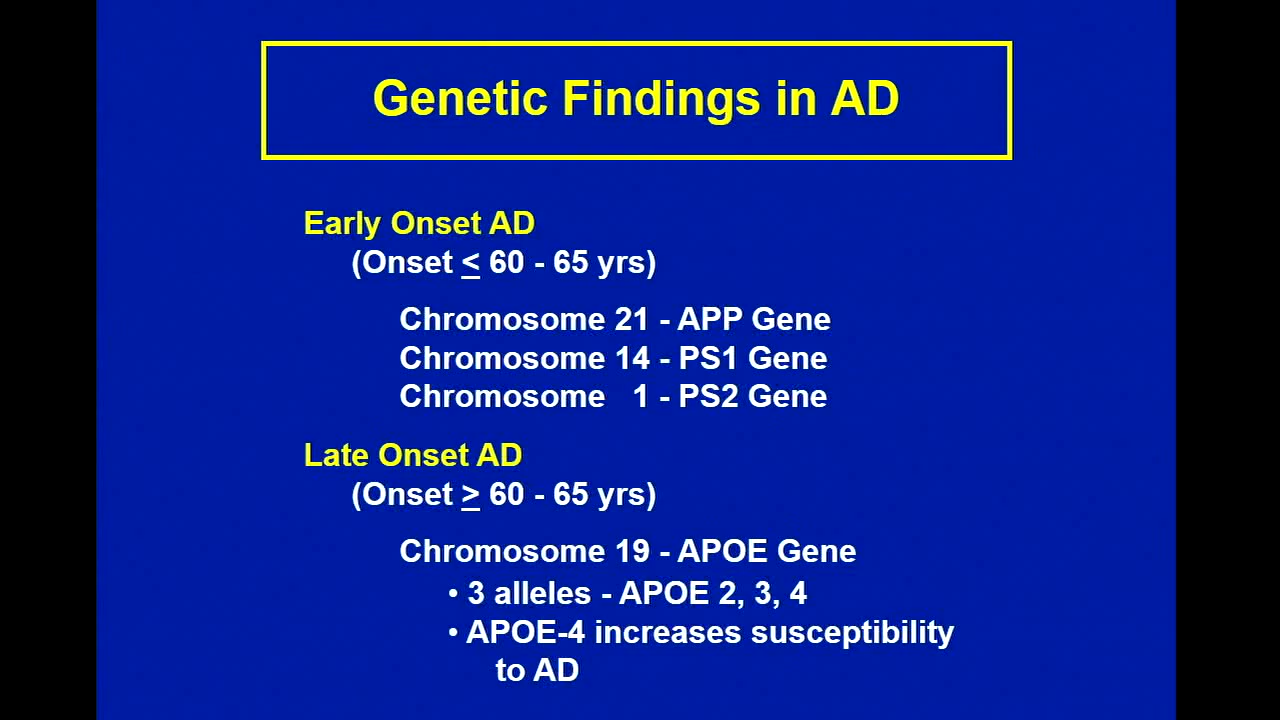 Genetic Findings in AD
Early Onset AD
(Onset ≤ 60 - 65 yrs)
Chromosome 21 - APP Gene
Chromosome 14 - PS1 Gene
Chromosome 1 - PS2 Gene
Late Onset AD
(Onset ≥ 60 - 65 yrs)
Chromosome 19 - APOE Gene
• 3 alleles - APOE 2, 3, 4
• APOE-4 increases susceptibility
to AD